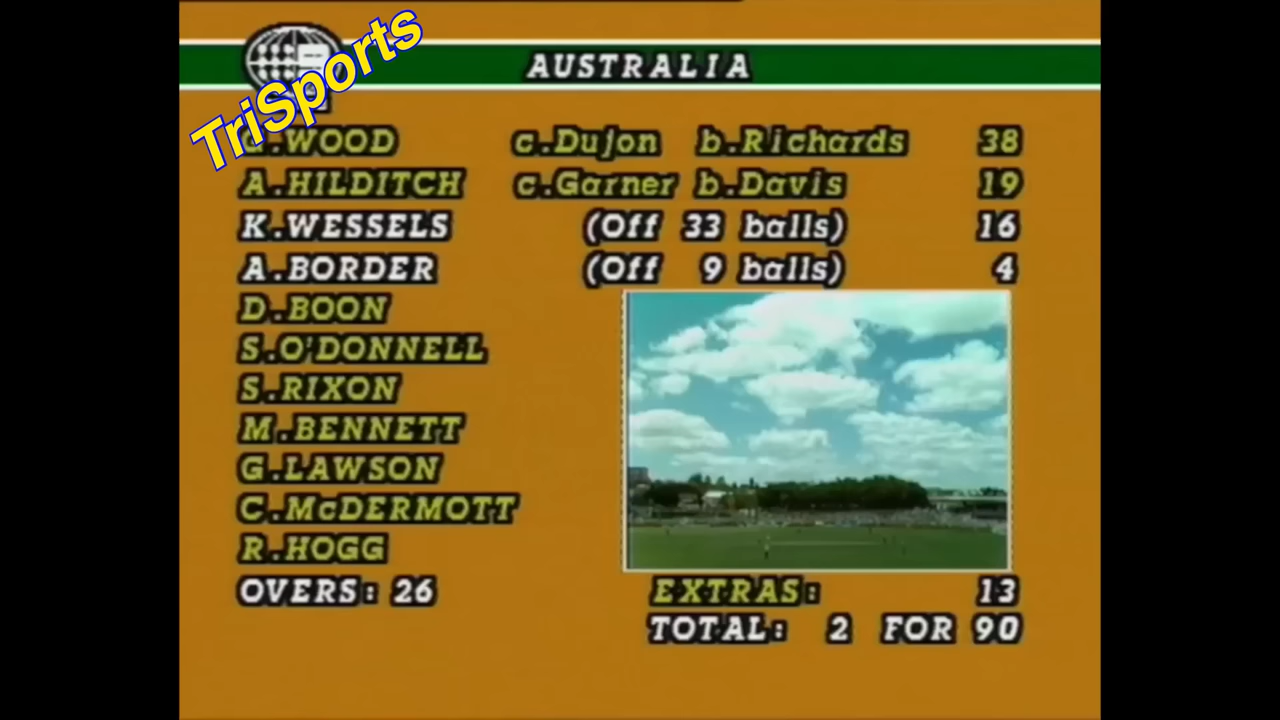 TriSports
AUSTRALIA
G.WOOD c.Dujon b.Richards 38
A.HILDITCH c.Garner b.Davis 19
K.WESSELS (Off 33 balls) 16
A.BORDER (Off 9 balls) 4
D.BOON
S.O'DONNELL
S.RIXON
M.BENNETT
G.LAWSON
C.McDERMOTT
R.HOGG
OVERS: 26 EXTRAS: 13
TOTAL: 2 FOR 90